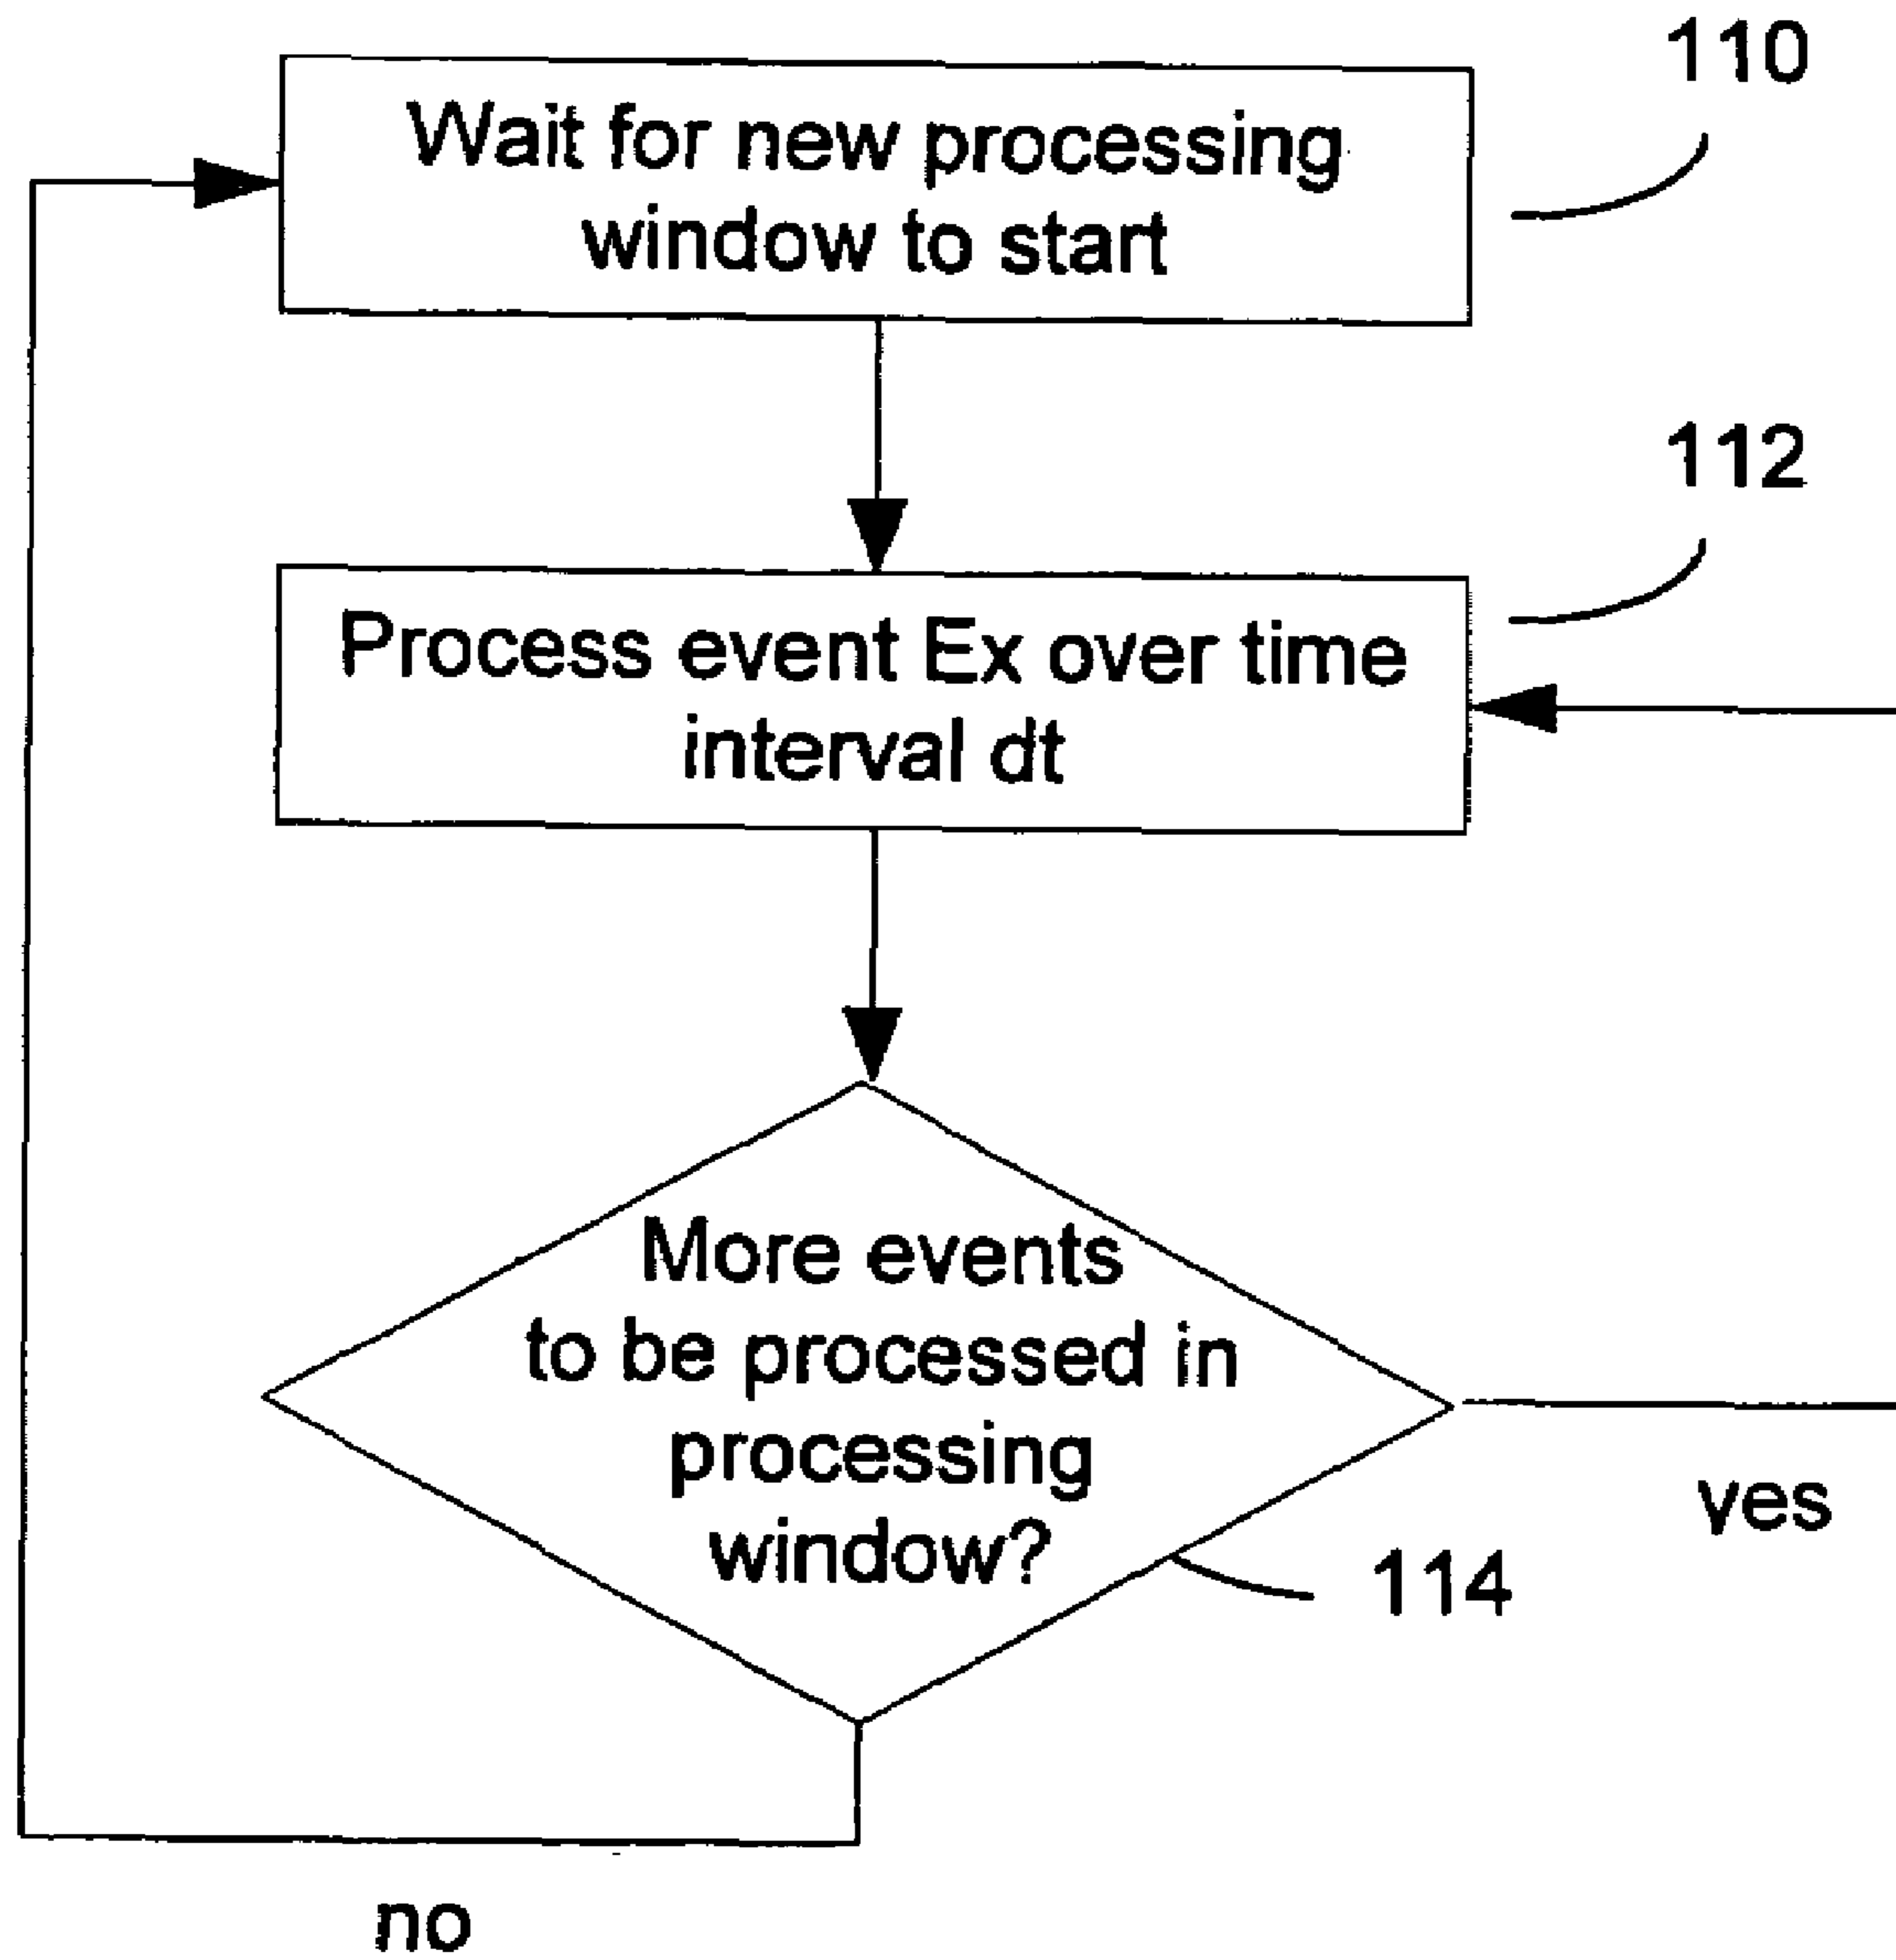 110
Wait for new processing
window to start
112
Process event Ex over time
interval dt
More events
to be processed in
processing
window?
yes
114
no